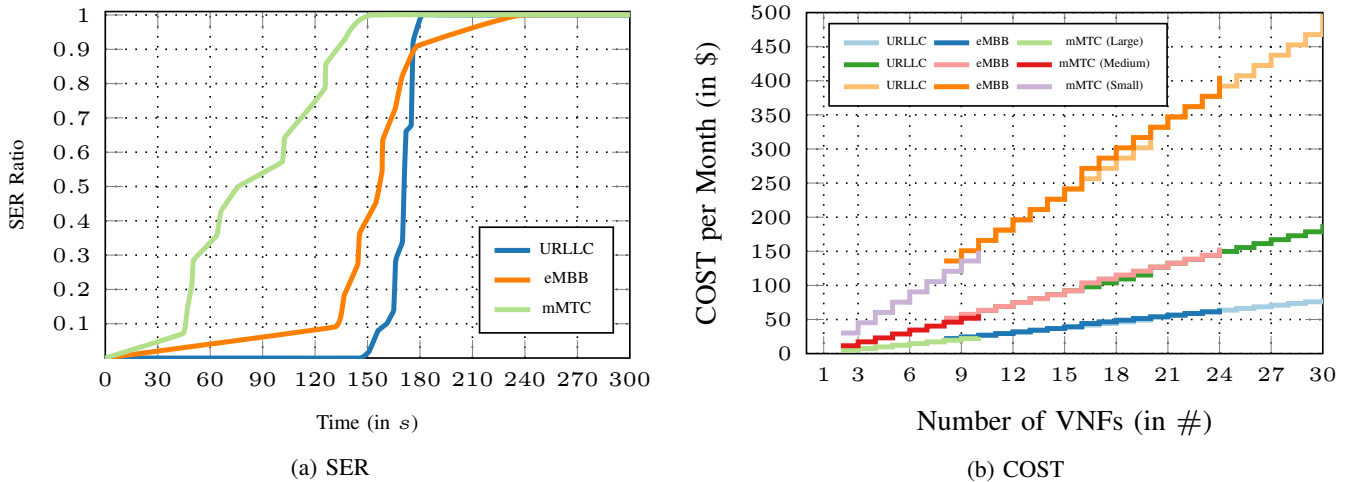 1
0.9
0.8
0.7
0.6
0.5
0.4
0.3
0.2
0.1
SER Ratio
URLLC
eMBB
mMTC
0 30 60 90 120 150 180 210 240 270 300
Time (in s)
(a) SER
500
450
400
350
300
250
200
150
100
50
0
COST per Month (in $)
URLLC eMBB mMTC (Large)
URLLC eMBB mMTC (Medium)
URLLC eMBB mMTC (Small)
1 3 6 9 12 15 18 21 24 27 30
Number of VNFs (in #)
(b) COST